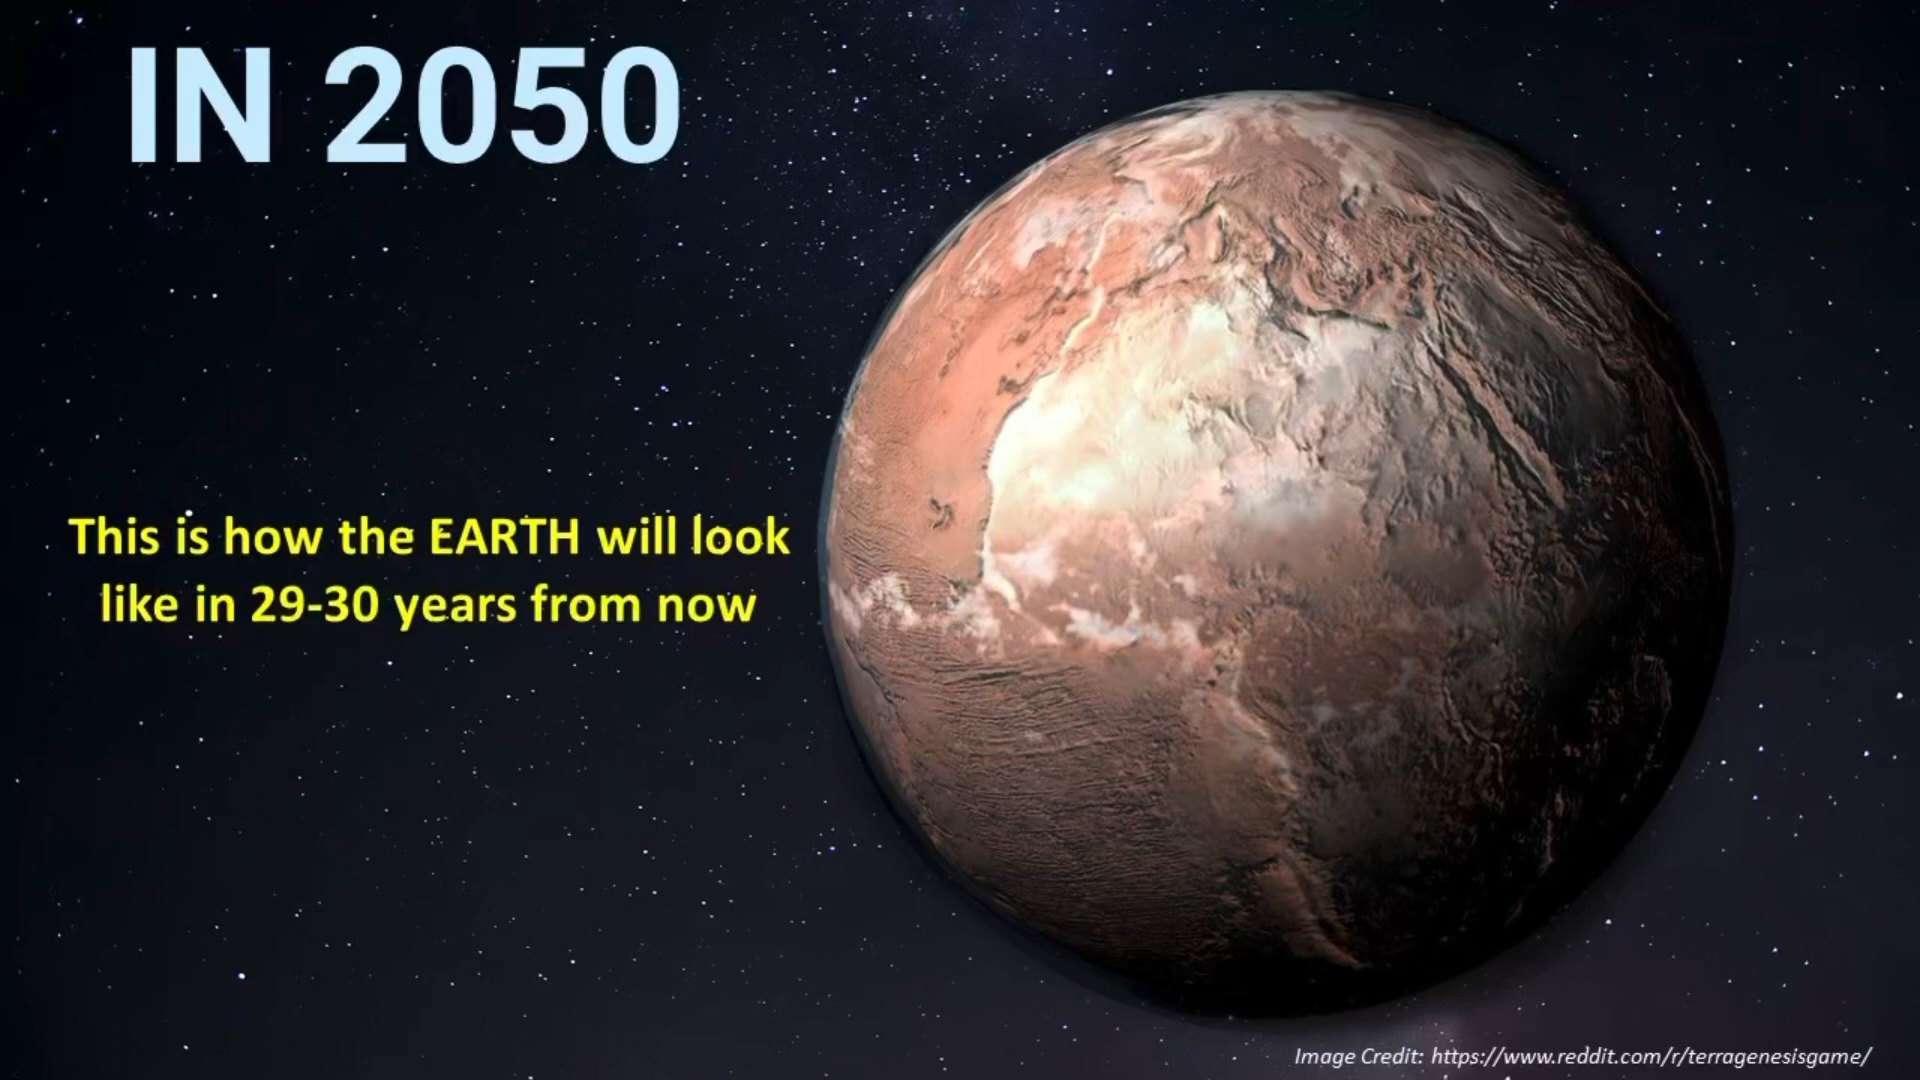 IN 2050
This is how the EARTH will look
like in 29-30 years from now
Image Credit: https://www.reddit.com/r/terragenesisgame/